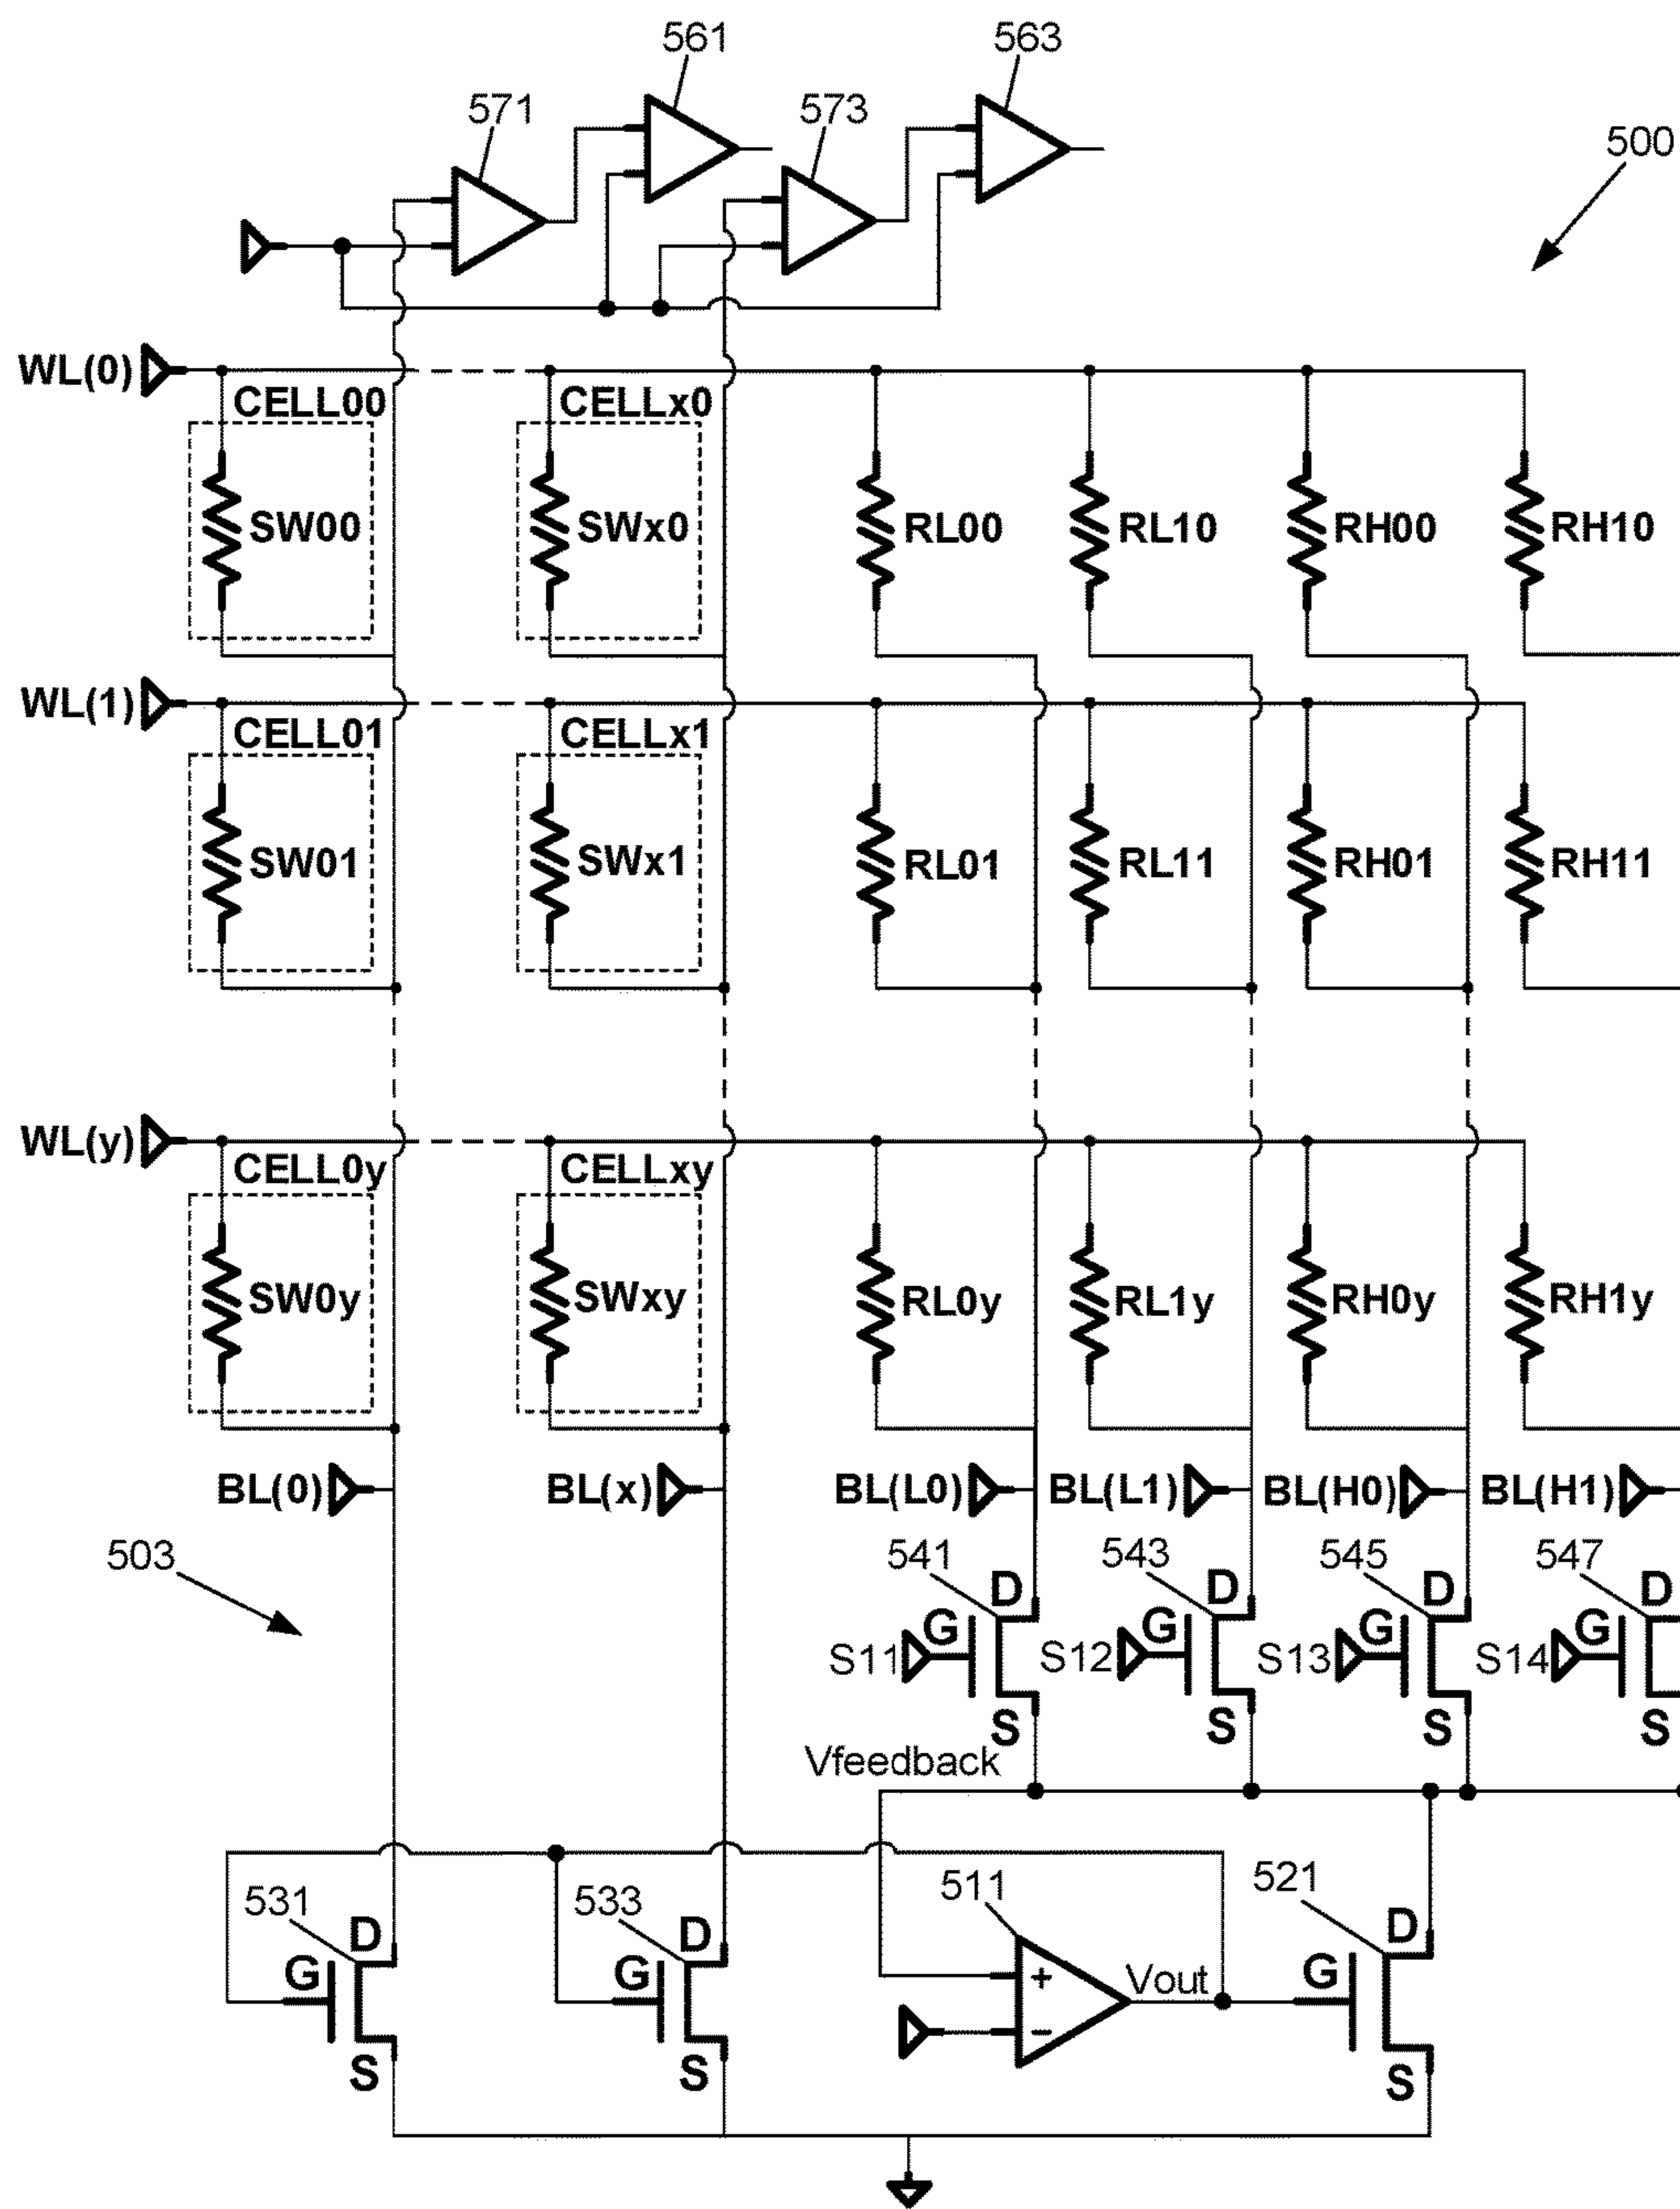 561
563
571
573
500
WL(0)
CELL00
CELLx0
SW00
SWx0
RL00
RL10
RH00
RH10
WL(1)
CELL01
CELLx1
SW01
SWx1
RL01
RL11
RH01
RH11
WL(y)
CELL0y
CELLxy
SW0y
SWxy
RL0y
RL1y
RH0y
RH1y
BL(0)
BL(x)
BL(L0)
BL(L1)
BL(H0)
BL(H1)
503
541
543
545
547
D
D
D
D
G
G
G
G
S11
S12
S13
S14
S
S
S
S
Vfeedback
531
533
511
521
D
D
D
G
G
+
Vout
G
−
S
S
S